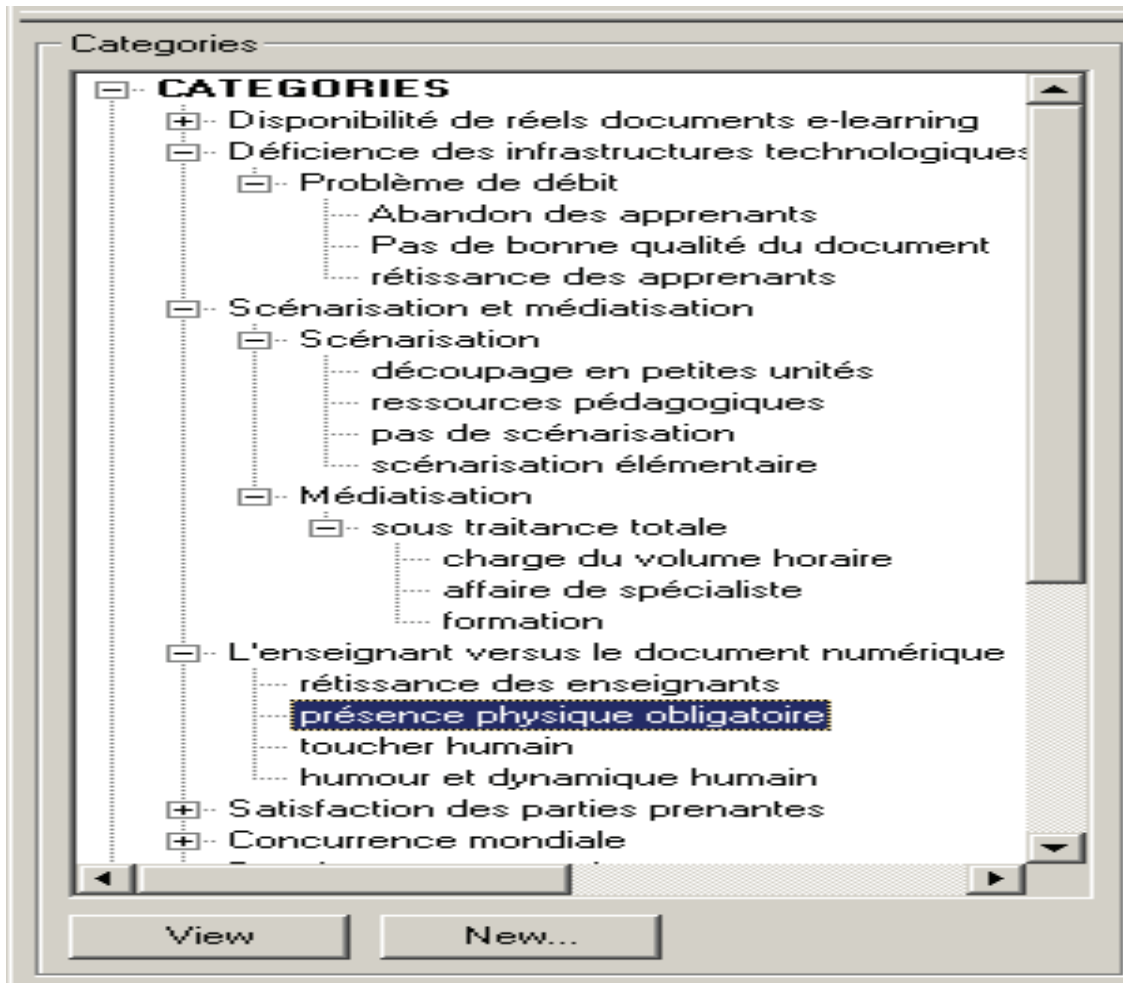 Categories
CATEGORIES
Disponibilité de réels documents e-learning
Déficience des infrastructures technologiques
Problème de débit
Abandon des apprenants
Pas de bonne qualité du document
rétissance des apprenants
Scénarisation et médiatisation
Scénarisation
découpage en petites unités
ressources pédagogiques
pas de scénarisation
scénarisation élémentaire
Médiatisation
sous traitance totale
charge du volume horaire
affaire de spécialiste
formation
L'enseignant versus le document numérique
rétissance des enseignants
présence physique obligatoire
toucher humain
humour et dynamique humain
Satisfaction des parties prenantes
Concurrence mondiale
View New...